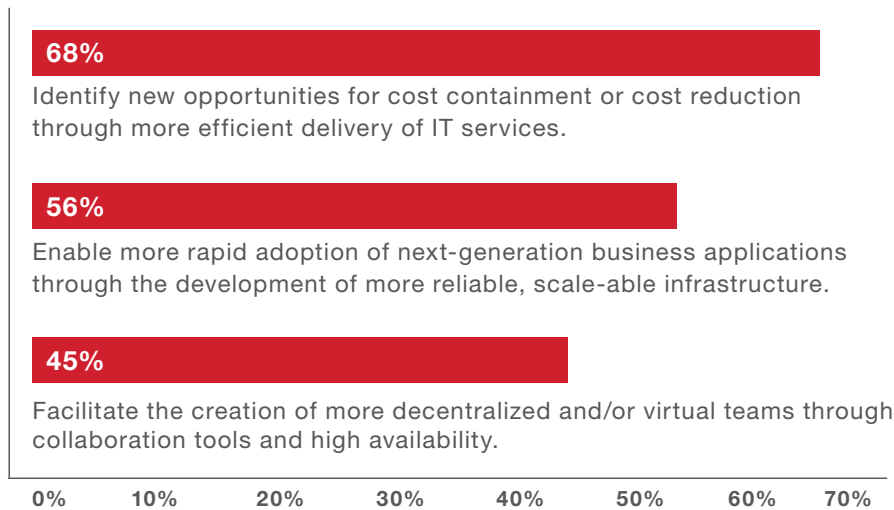 68%
Identify new opportunities for cost containment or cost reduction
through more efficient delivery of IT services.
56%
Enable more rapid adoption of next-generation business applications
through the development of more reliable, scale-able infrastructure.
45%
Facilitate the creation of more decentralized and/or virtual teams through
collaboration tools and high availability.
0% 10% 20% 30% 40% 50% 60% 70%